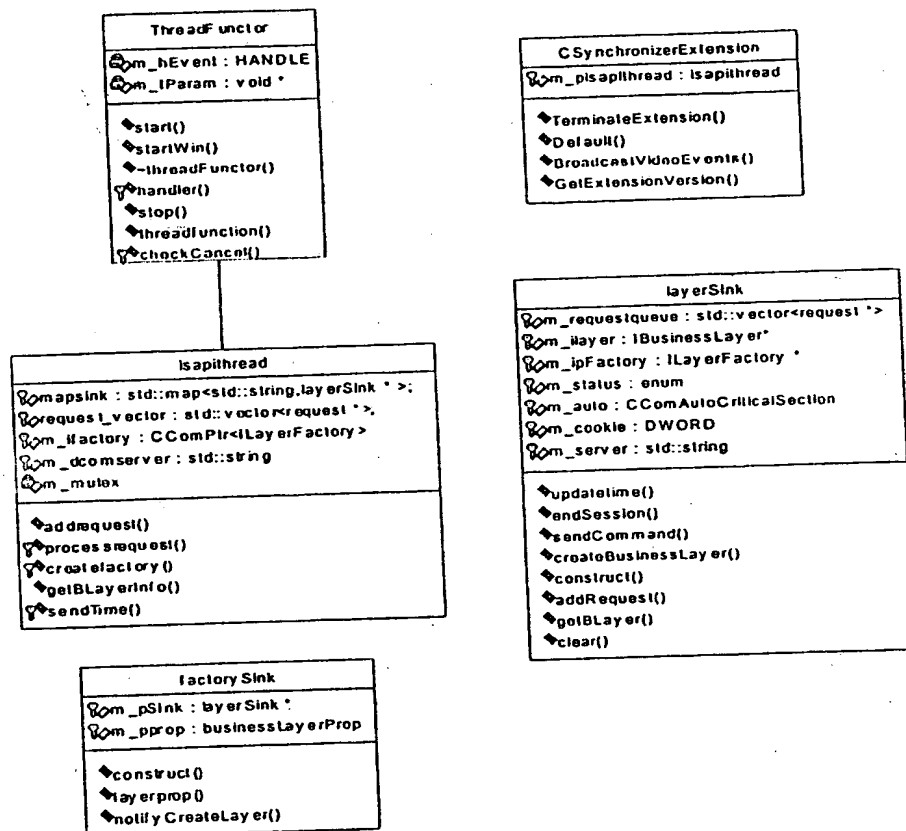 ThreadFunctor
m_hEvent : HANDLE
m_lParam : void *
start()
startWin()
~threadFunctor()
handler()
stop()
threadfunction()
checkCancel()
Isapithread
mapsink : std::map<std::string,layerSink * >;
request_vector : std::vector<request *>;
m_ifactory : CComPtr<ILayerFactory>
m_dcomserver : std::string
m_mutex
addrequest()
processrequest()
createfactory()
getBLayerInfo()
sendTime()
factorySink
m_pSink : layerSink *
m_pprop : businessLayerProp
construct()
layerprop()
notifyCreateLayer()
CSynchronizerExtension
m_pIsapithread : Isapithread
TerminateExtension()
Default()
BroadcastVideoEvents()
GetExtensionVersion()
layerSink
m_requestqueue : std::vector<request *>
m_ilayer : IBusinessLayer*
m_ipFactory : ILayerFactory *
m_status : enum
m_auto : CComAutoCriticalSection
m_cookie : DWORD
m_server : std::string
updatetime()
endSession()
sendCommand()
createBusinessLayer()
construct()
addRequest()
getBLayer()
clear()